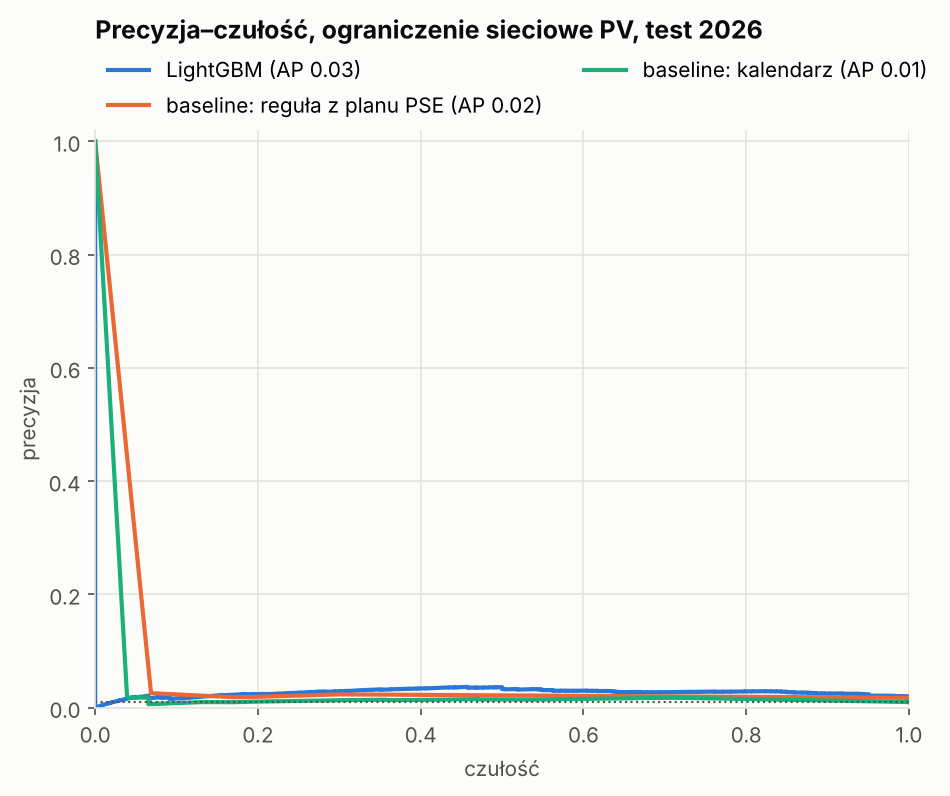 Precyzja–czułość, ograniczenie sieciowe PV, test 2026
LightGBM (AP 0.03)
baseline: kalendarz (AP 0.01)
baseline: reguła z planu PSE (AP 0.02)
1.0
0.8
0.6
0.4
0.2
0.0
precyzja
0.0 0.2 0.4 0.6 0.8 1.0
czułość